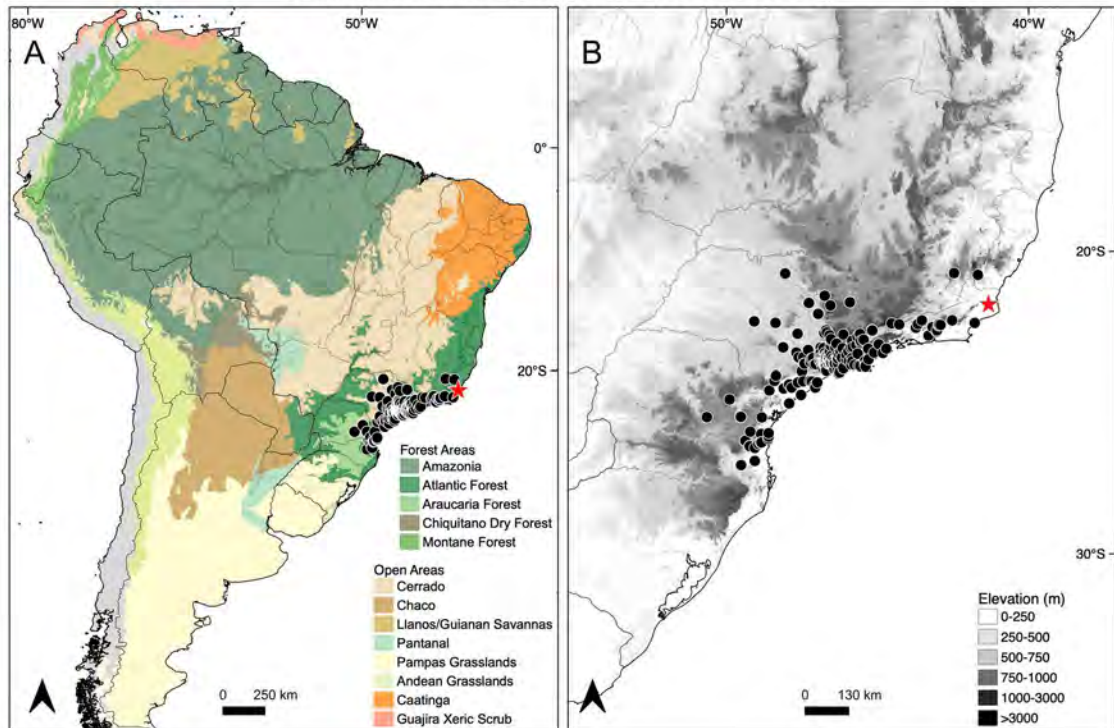 A
80°W
50°W
0°
20°S
Forest Areas
Amazonia
Atlantic Forest
Araucaria Forest
Chiquitano Dry Forest
Montane Forest
Open Areas
Cerrado
Chaco
Llanos/Guianan Savannas
Pantanal
Pampas Grasslands
Andean Grasslands
Caatinga
Guajira Xeric Scrub
0 250 km
B
50°W
40°W
20°S
30°S
Elevation (m)
0-250
250-500
500-750
750-1000
1000-3000
>3000
0 130 km